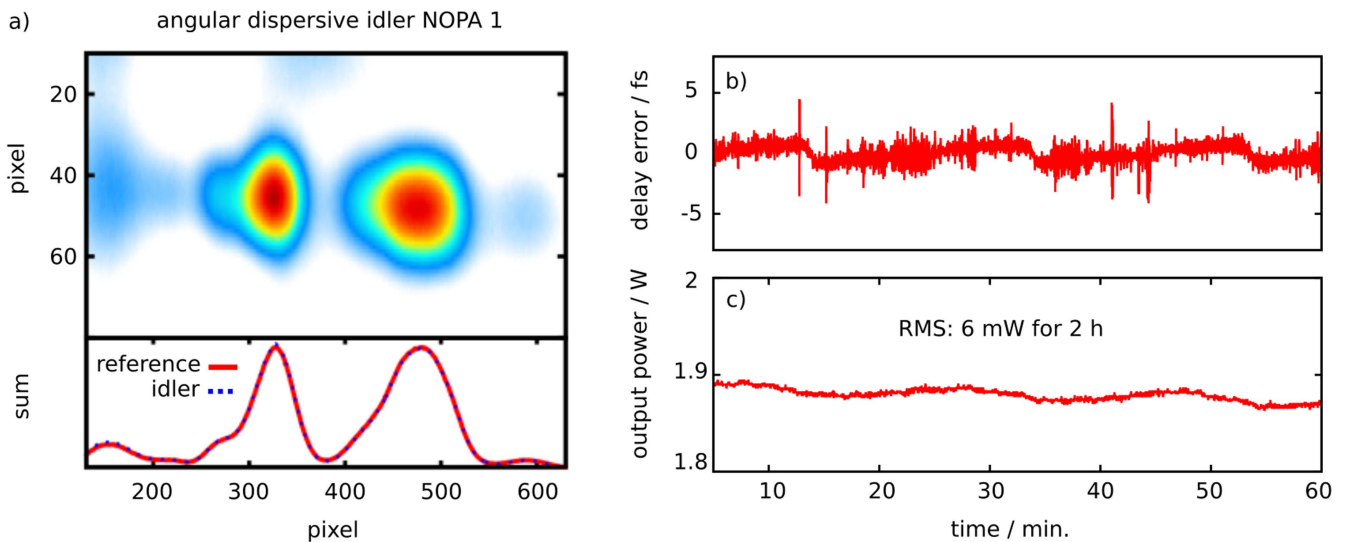 a)
angular dispersive idler NOPA 1
pixel
20
40
60
sum
reference
idler
200 300 400 500 600
pixel
b)
delay error / fs
5
0
-5
c)
output power / W
RMS: 6 mW for 2 h
2
1.9
1.8
10 20 30 40 50 60
time / min.